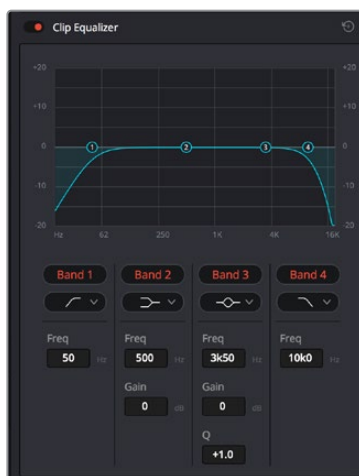 Clip Equalizer
+20 +20
+10 +10
0 0
1 2 3 4
-10 -10
-20 -20
Hz 62 250 1K 4K 16K
Band 1 Band 2 Band 3 Band 4
Freq Freq Freq Freq
50 Hz 500 Hz 3k50 Hz 10k0 Hz
Gain Gain
0 dB 0 dB
Q
+1.0